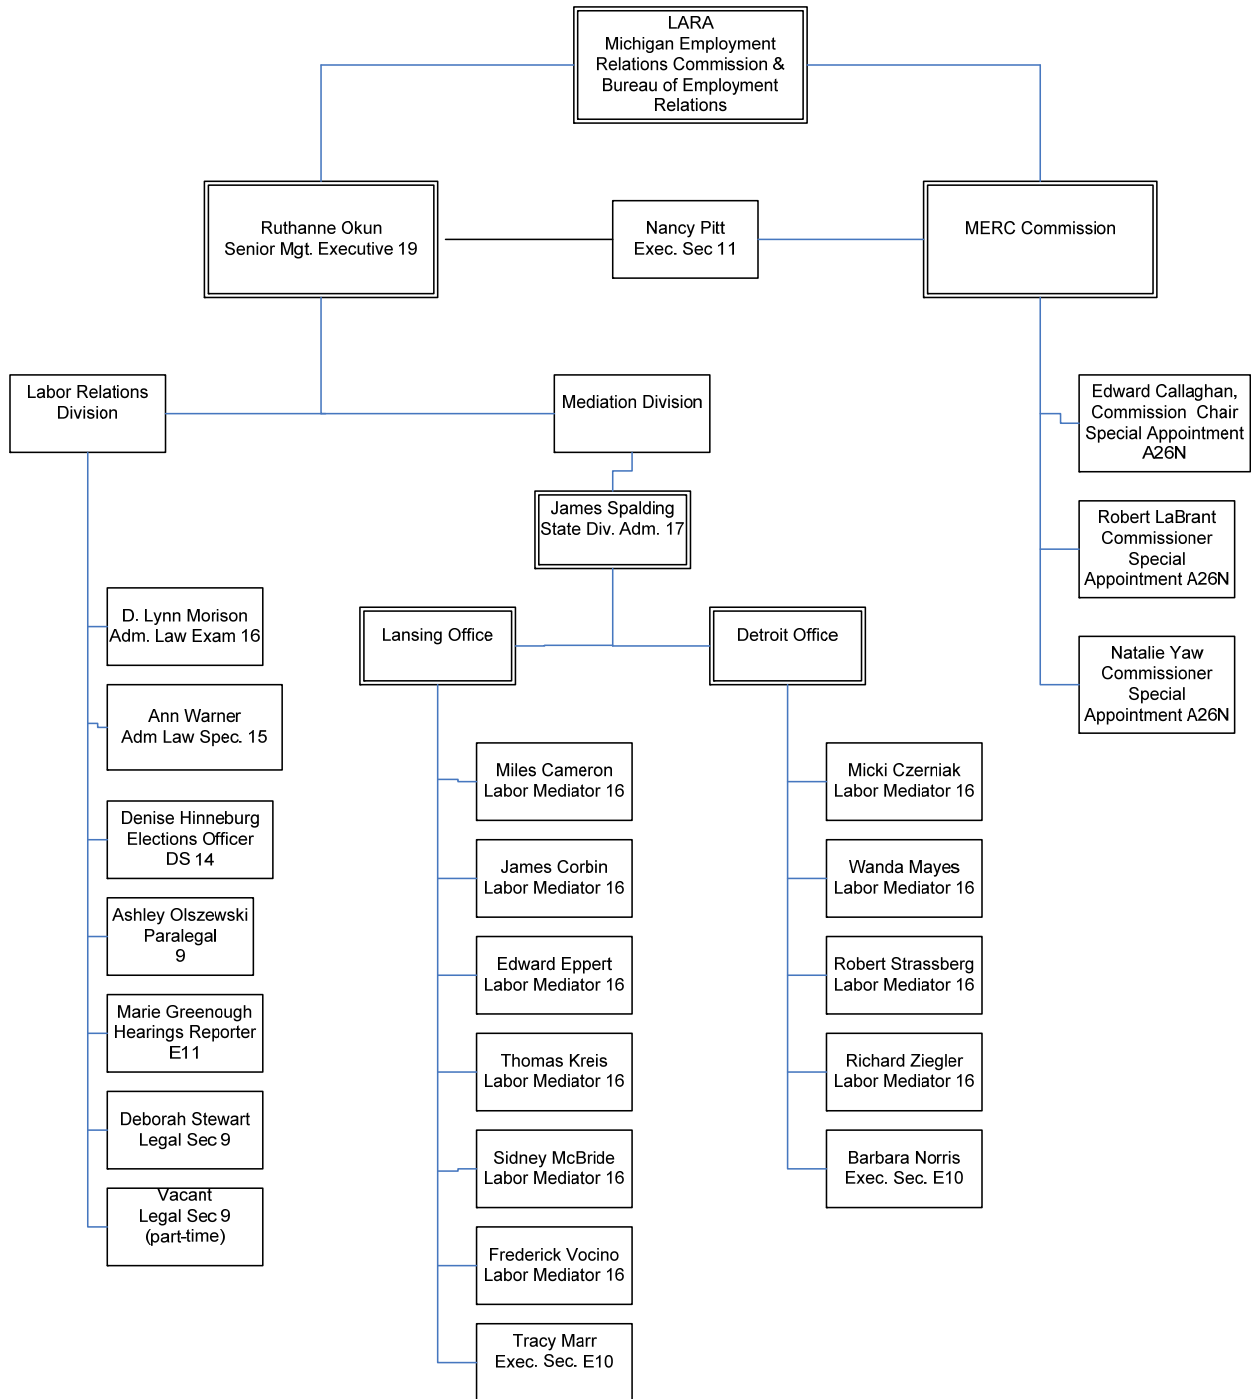 LARA
Michigan Employment
Relations Commission &
Bureau of Employment
Relations
Ruthanne Okun
Senior Mgt. Executive 19
Nancy Pitt
Exec. Sec 11
MERC Commission
Labor Relations
Division
Mediation Division
James Spalding
State Div. Adm. 17
Edward Callaghan,
Commission Chair
Special Appointment
A26N
Robert LaBrant
Commissioner
Special
Appointment A26N
Natalie Yaw
Commissioner
Special
Appointment A26N
D. Lynn Morison
Adm. Law Exam 16
Ann Warner
Adm Law Spec. 15
Denise Hinneburg
Elections Officer
DS 14
Ashley Olszewski
Paralegal
9
Marie Greenough
Hearings Reporter
E11
Deborah Stewart
Legal Sec 9
Vacant
Legal Sec 9
(part-time)
Lansing Office
Miles Cameron
Labor Mediator 16
James Corbin
Labor Mediator 16
Edward Eppert
Labor Mediator 16
Thomas Kreis
Labor Mediator 16
Sidney McBride
Labor Mediator 16
Frederick Vocino
Labor Mediator 16
Tracy Marr
Exec. Sec. E10
Detroit Office
Micki Czerniak
Labor Mediator 16
Wanda Mayes
Labor Mediator 16
Robert Strassberg
Labor Mediator 16
Richard Ziegler
Labor Mediator 16
Barbara Norris
Exec. Sec. E10